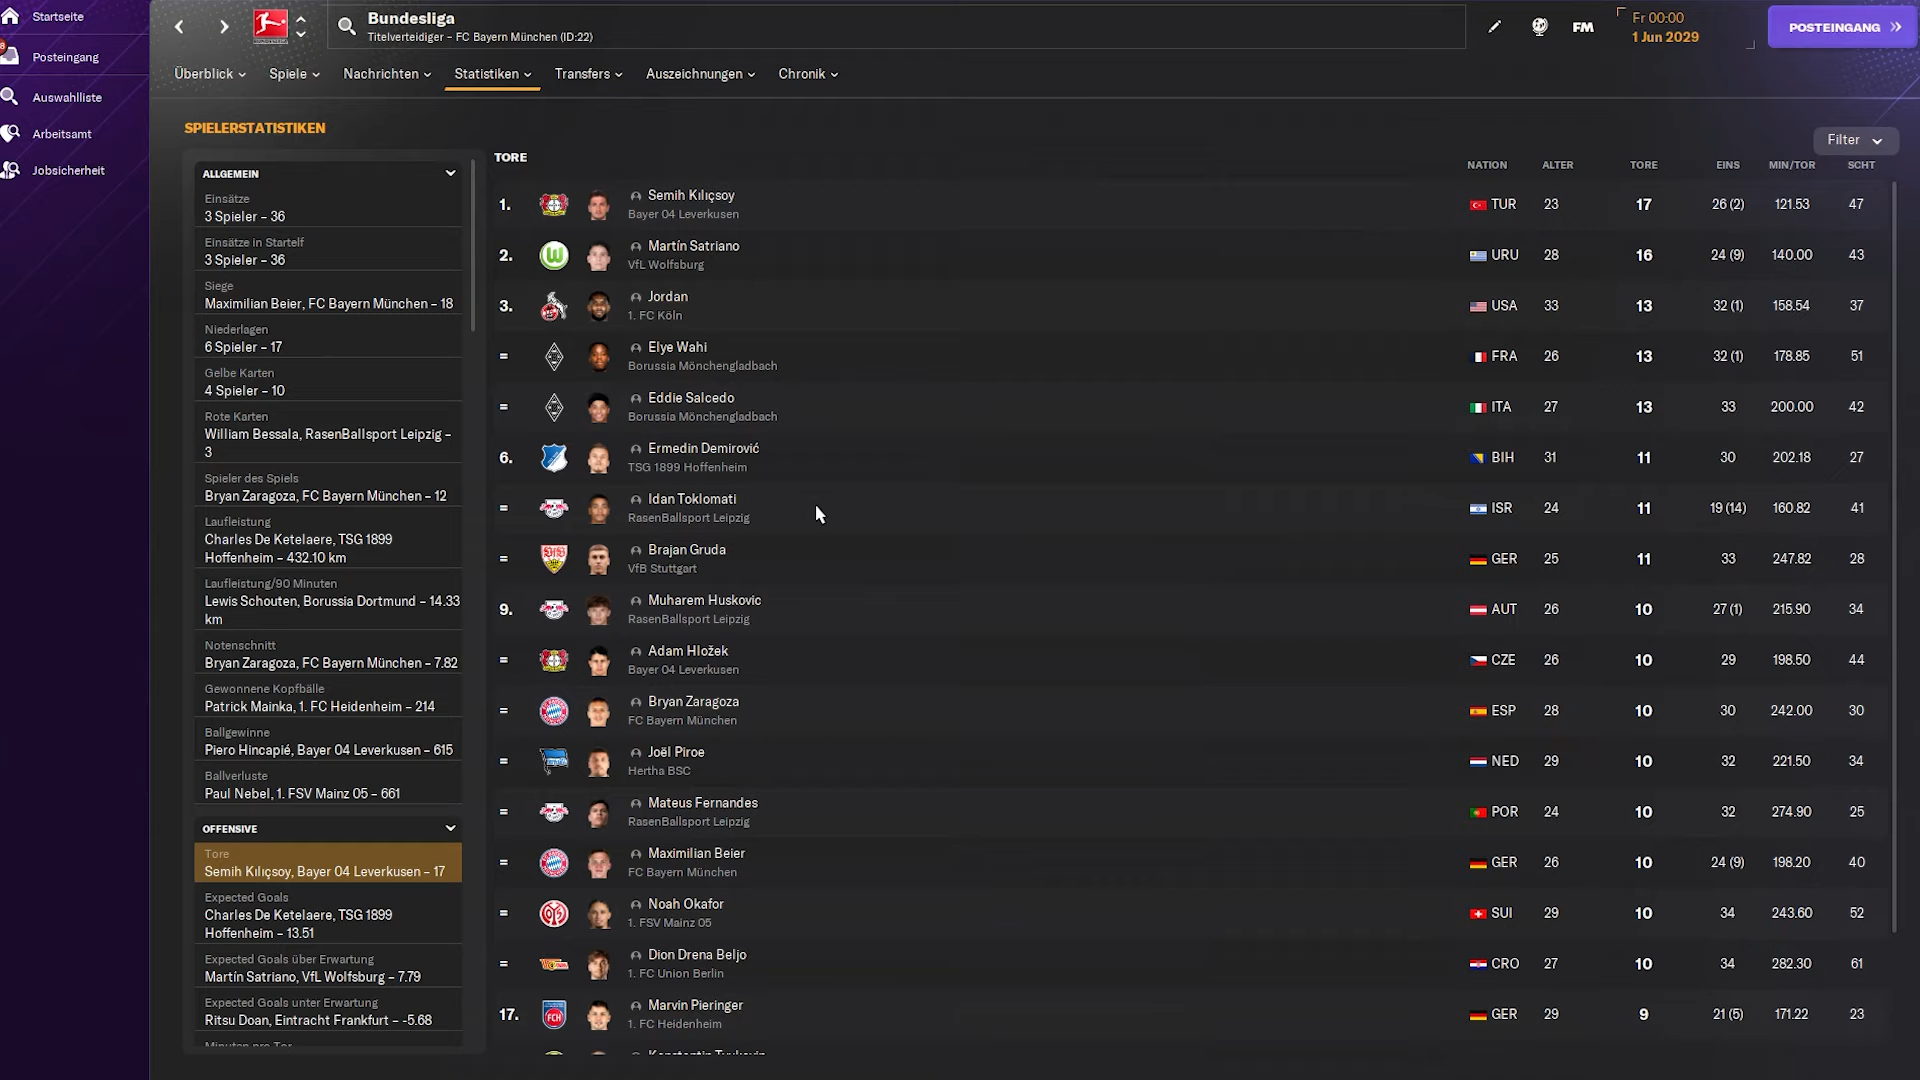 Startseite
8
Posteingang
Auswahlliste
Arbeitsamt
Jobsicherheit
Bundesliga
Titelverteidiger – FC Bayern München (ID:22)
FM
Fr 00:00
1 Jun 2029
POSTEINGANG
Überblick
Spiele
Nachrichten
Statistiken
Transfers
Auszeichnungen
Chronik
SPIELERSTATISTIKEN
Filter
ALLGEMEIN
Einsätze
3 Spieler – 36
Einsätze in Startelf
3 Spieler – 36
Siege
Maximilian Beier, FC Bayern München – 18
Niederlagen
6 Spieler – 17
Gelbe Karten
4 Spieler – 10
Rote Karten
William Bessala, RasenBallsport Leipzig –
3
Spieler des Spiels
Bryan Zaragoza, FC Bayern München – 12
Laufleistung
Charles De Ketelaere, TSG 1899
Hoffenheim – 432.10 km
Laufleistung/90 Minuten
Lewis Schouten, Borussia Dortmund – 14.33
km
Notenschnitt
Bryan Zaragoza, FC Bayern München – 7.82
Gewonnene Kopfbälle
Patrick Mainka, 1. FC Heidenheim – 214
Ballgewinne
Piero Hincapié, Bayer 04 Leverkusen – 615
Ballverluste
Paul Nebel, 1. FSV Mainz 05 – 661
OFFENSIVE
Tore
Semih Kılıçsoy, Bayer 04 Leverkusen – 17
Expected Goals
Charles De Ketelaere, TSG 1899
Hoffenheim – 13.51
Expected Goals über Erwartung
Martín Satriano, VfL Wolfsburg – 7.79
Expected Goals unter Erwartung
Ritsu Doan, Eintracht Frankfurt – -5.68
Minuten pro Tor
TORE
NATION ALTER TORE EINS MIN/TOR SCHT
1. Semih Kılıçsoy TUR 23 17 26 (2) 121.53 47
Bayer 04 Leverkusen
2. Martín Satriano URU 28 16 24 (9) 140.00 43
VfL Wolfsburg
3. Jordan USA 33 13 32 (1) 158.54 37
1. FC Köln
= Elye Wahi FRA 26 13 32 (1) 178.85 51
Borussia Mönchengladbach
= Eddie Salcedo ITA 27 13 33 200.00 42
Borussia Mönchengladbach
6. Ermedin Demirović BIH 31 11 30 202.18 27
TSG 1899 Hoffenheim
= Idan Toklomati ISR 24 11 19 (14) 160.82 41
RasenBallsport Leipzig
= Brajan Gruda GER 25 11 33 247.82 28
VfB Stuttgart
9. Muharem Huskovic AUT 26 10 27 (1) 215.90 34
RasenBallsport Leipzig
= Adam Hložek CZE 26 10 29 198.50 44
Bayer 04 Leverkusen
= Bryan Zaragoza ESP 28 10 30 242.00 30
FC Bayern München
= Joël Piroe NED 29 10 32 221.50 34
Hertha BSC
= Mateus Fernandes POR 24 10 32 274.90 25
RasenBallsport Leipzig
= Maximilian Beier GER 26 10 24 (9) 198.20 40
FC Bayern München
= Noah Okafor SUI 29 10 34 243.60 52
1. FSV Mainz 05
= Dion Drena Beljo CRO 27 10 34 282.30 61
1. FC Union Berlin
17. Marvin Pieringer GER 29 9 21 (5) 171.22 23
1. FC Heidenheim